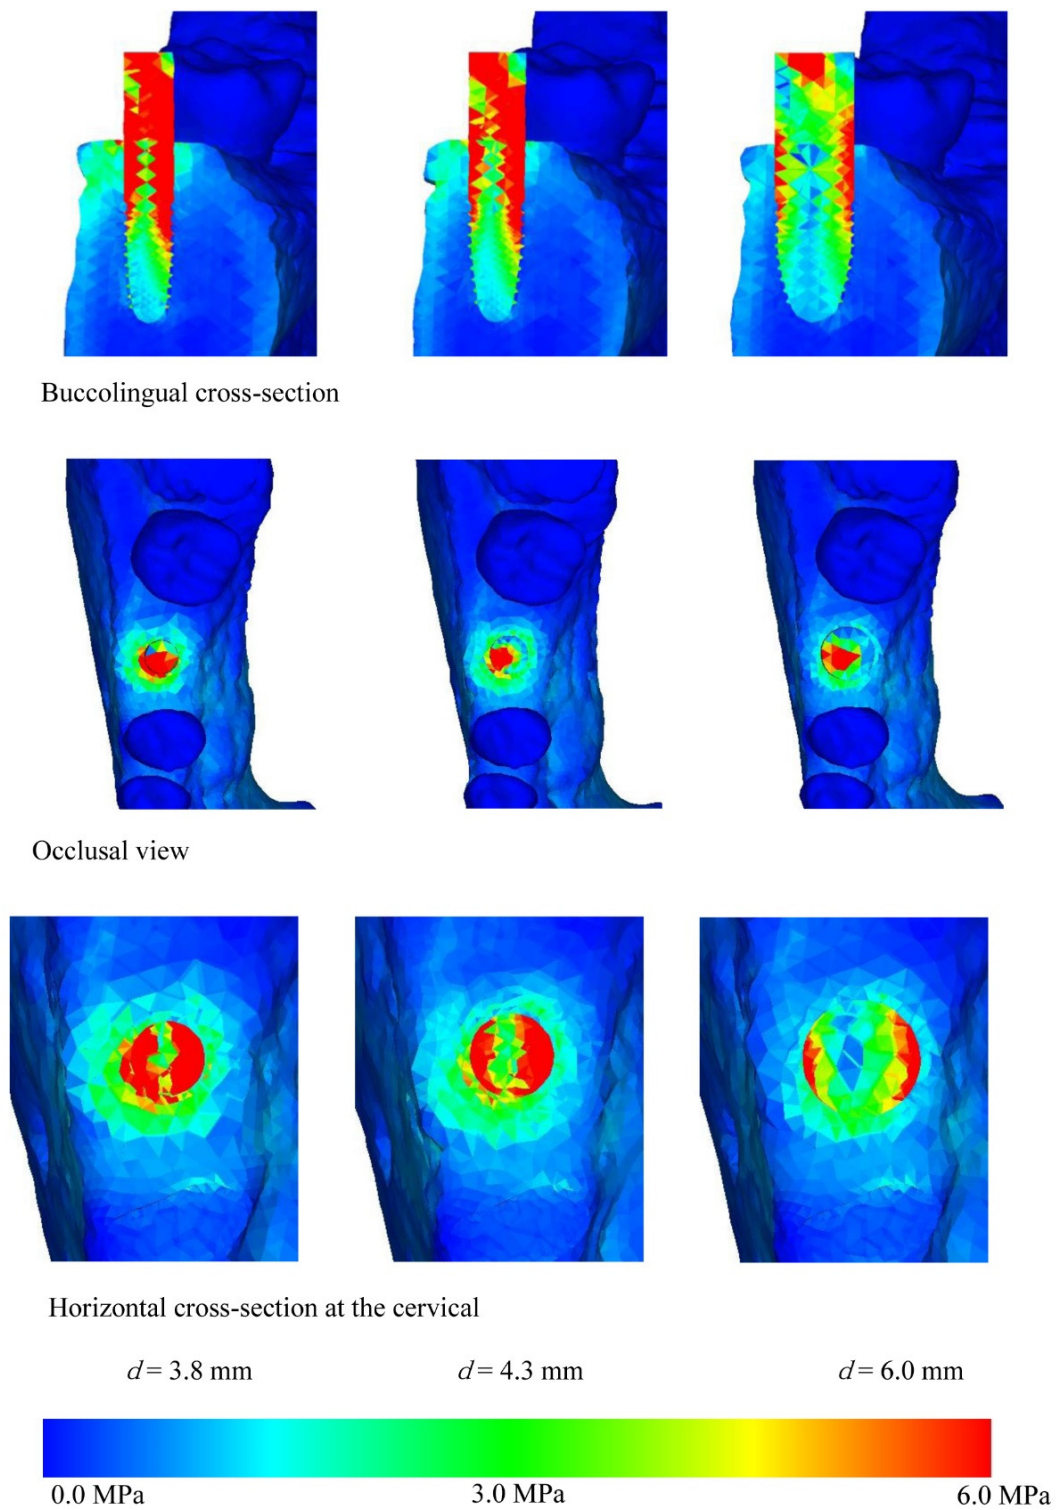 Buccolingual cross-section
Occlusal view
Horizontal cross-section at the cervical
d = 3.8 mm d = 4.3 mm d = 6.0 mm
0.0 MPa 3.0 MPa 6.0 MPa